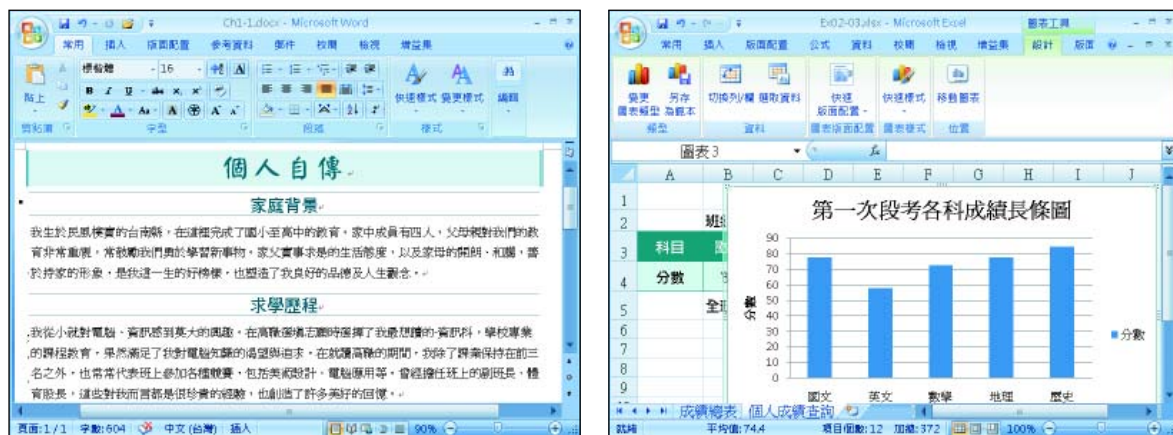 Ch1-1.docx - Microsoft Word
常用 插入 版面配置 參考資料 郵件 校閱 檢視 增益集
標楷體 16
貼上
快速樣式 變更樣式 編輯
剪貼簿 字型 段落 樣式
個人自傳
家庭背景
我生於民風樸實的台南縣，在這裡完成了國小至高中的教育。家中成員有四人，父母親對我們的教
育非常重視，常鼓勵我們勇於學習新事物。家父實事求是的生活態度，以及家母的開朗、和藹，善
於持家的形象，是我這一生的好榜樣，也塑造了我良好的品德及人生觀念。
求學歷程
我從小就對電腦、資訊感到莫大的興趣，在高職選填志願時選擇了我最想讀的-資訊科，學校專業
的課程教育，果然滿足了我對電腦知識的渴望與追求。在就讀高職的期間，我除了課業保持在前三
名之外，也常常代表班上參加各種競賽，包括美術設計、電腦應用等，曾經擔任班上的副班長、體
育股長，這些對我而言都是很珍貴的經驗，也創造了許多美好的回憶。
頁面:1/1 字數:604 中文(台灣) 插入 90%
Ex02-03.xlsx - Microsoft Excel 圖表工具
常用 插入 版面配置 公式 資料 校閱 檢視 增益集 設計 版面
變更圖表類型 另存為範本 切換列/欄 選取資料 快速版面配置 快速樣式 移動圖表
類型 資料 圖表版面配置 圖表樣式 位置
圖表 3 fx
A B C D E F G H I J
1
2
3 科目
4 分數
5
6
7
8
9
第一次段考各科成績長條圖
90
80
70
60
50
40
30
20
10
0
分數
國文 英文 數學 地理 歷史
分數
成績總表 個人成績查詢
就緒 平均值:74.4 項目個數:12 加總:372 100%